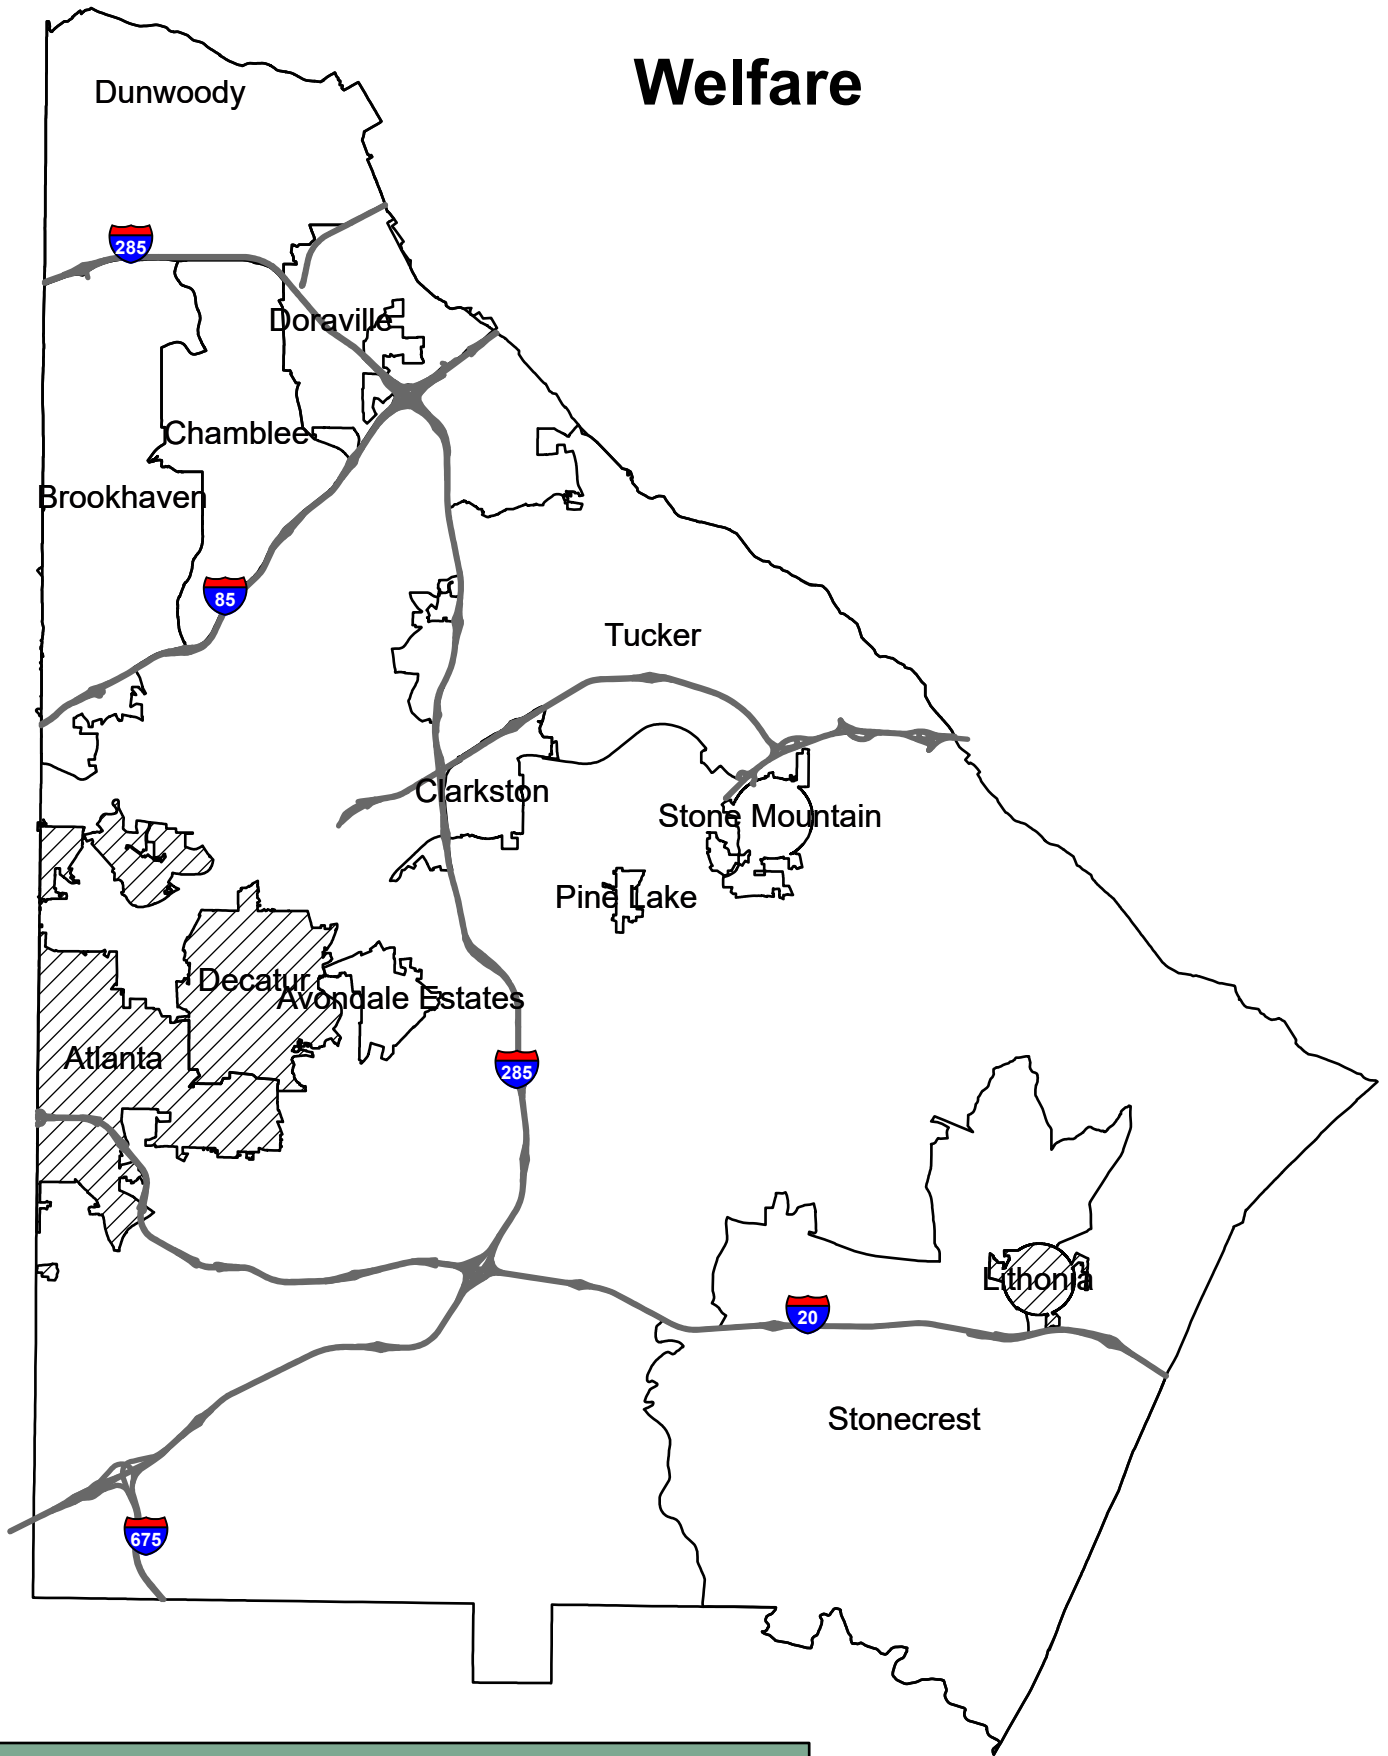 Welfare
Dunwoody
285
Doraville
Chamblee
Brookhaven
85
Tucker
Clarkston
Stone Mountain
Pine Lake
Decatur
Avondale Estates
Atlanta
285
Lithonia
20
Stonecrest
675